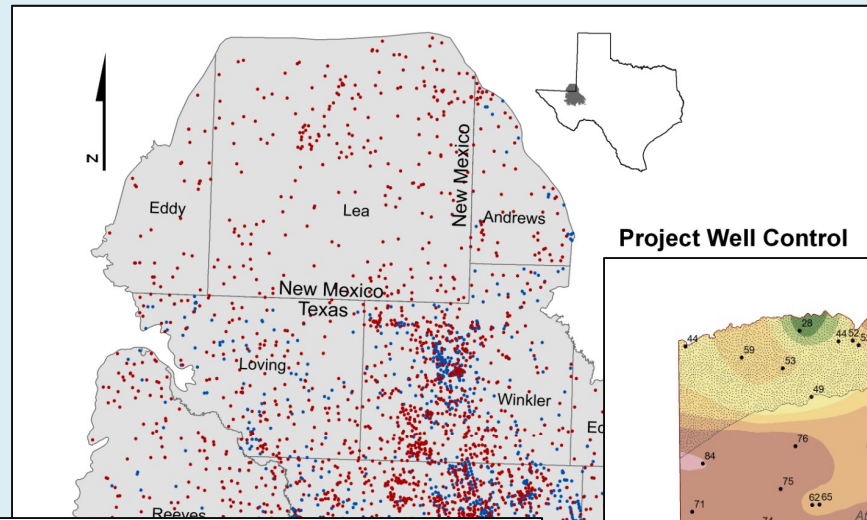 N
New Mexico
Eddy
Lea
Andrews
Project Well Control
New Mexico
Texas
28
44
44
52
59
53
Loving
49
Winkler
76
84
75
62
65
71
Reeves